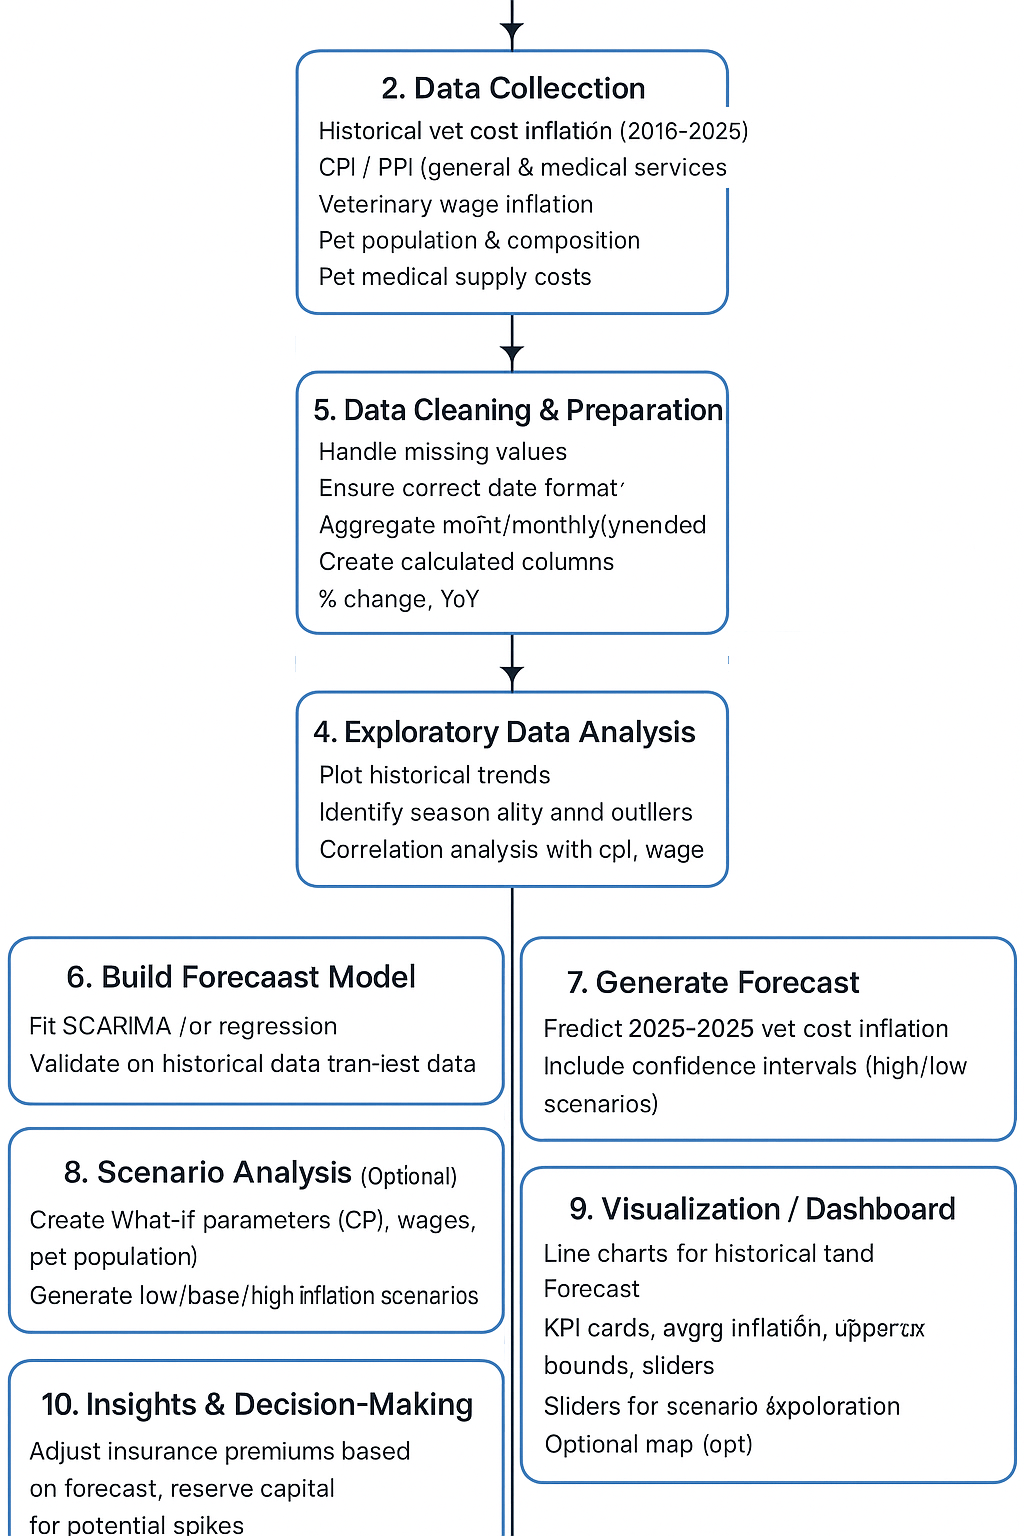 2. Data Collecction
Historical vet cost inflatión (2016-2025)
CPI / PPI (general & medical services
Veterinary wage inflation
Pet population & composition
Pet medical supply costs
5. Data Cleaning & Preparation
Handle missing values
Ensure correct date format′
Aggregate /monthly(ynended
Create calculated columns
% change, YoY
4. Exploratory Data Analysis
Plot historical trends
Identify season ality annd outllers
Correlation analysis with cpl, wage
6. Build Forecaast Model
Fit SCARIMA /or regression
Validate on historical data tran-iest data
7. Generate Forecast
Fredict 2025-2025 vet cost inflation
Include confidence intervals (high/low
scenarios)
8. Scenario Analysis (Optional)
Create What-if parameters (CP), wages,
pet population)
Generate low/base/high inflation scenarios
9. Visualization / Dashboard
Line charts for historical tand
Forecast
KPI cards, avgrg inflatiőn,
bounds, sliders
Sliders for scenario áxpoloration
Optional map (opt)
10. Insights & Decision-Making
Adjust insurance premiums based
on forecast, reserve capital
for potential spikes